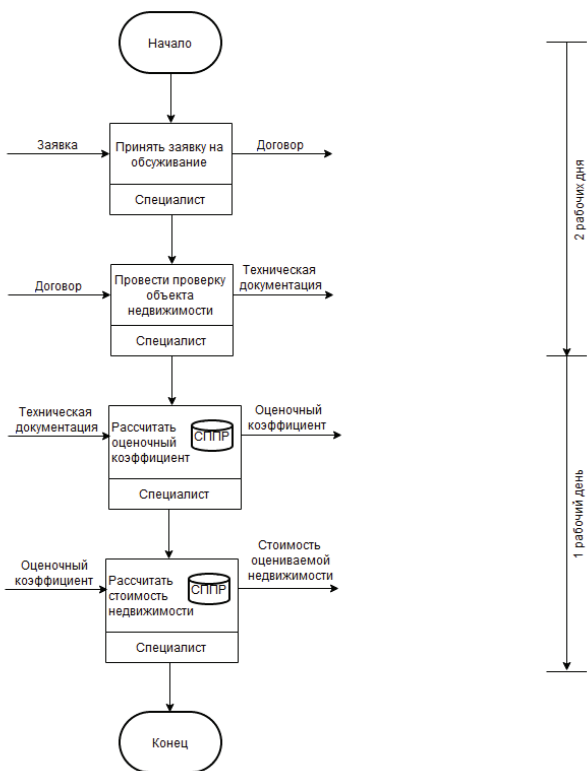 Начало
Заявка
Принять заявку на
обсуживание
Договор
Специалист
Договор
Провести проверку
объекта
недвижимости
Техническая
документация
Специалист
2 рабочих дня
Техническая
документация
Рассчитать
оценочный
коэффициент
СППР
Оценочный
коэффициент
Специалист
Оценочный
коэффициент
Рассчитать
стоимость
недвижимости
СППР
Стоимость
оцениваемой
недвижимости
Специалист
1 рабочий день
Конец